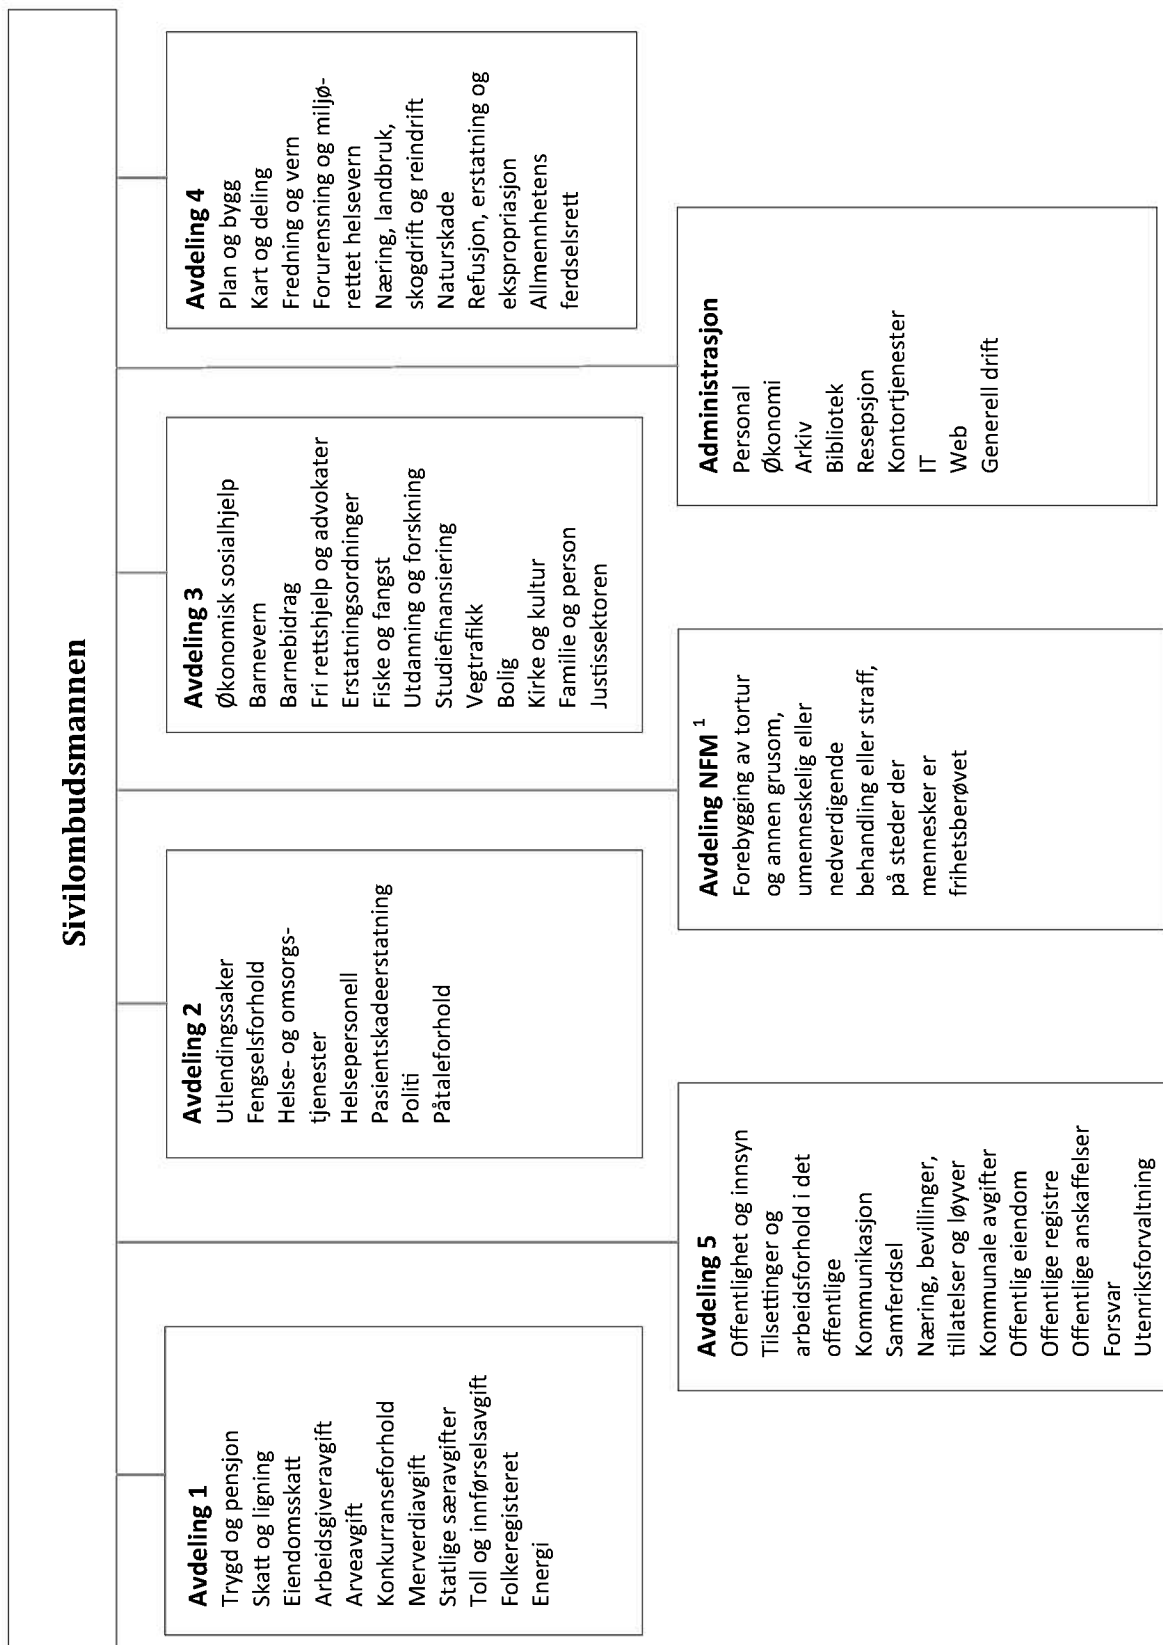 Sivilombudsmannen
Avdeling 1
Trygd og pensjon
Skatt og ligning
Eiendomsskatt
Arbeidsgiveravgift
Arveavgift
Konkurranseforhold
Merverdiavgift
Statlige særavgifter
Toll og innførselsavgift
Folkeregisteret
Energi
Avdeling 2
Utlendingssaker
Fengselsforhold
Helse- og omsorgs-
tjenester
Helsepersonell
Pasientskadeerstatning
Politi
Påtaleforhold
Avdeling 3
Økonomisk sosialhjelp
Barnevern
Barnebidrag
Fri rettshjelp og advokater
Erstatningsordninger
Fiske og fangst
Utdanning og forskning
Studiefinansiering
Vegtrafikk
Bolig
Kirke og kultur
Familie og person
Justissektoren
Avdeling 4
Plan og bygg
Kart og deling
Fredning og vern
Forurensning og miljø-
rettet helsevern
Næring, landbruk,
skogdrift og reindrift
Naturskade
Refusjon, erstatning og
ekspropriasjon
Allmennhetens
ferdselsrett
Avdeling 5
Offentlighet og innsyn
Tilsettinger og
arbeidsforhold i det
offentlige
Kommunikasjon
Samferdsel
Næring, bevillinger,
tillatelser og løyver
Kommunale avgifter
Offentlig eiendom
Offentlige registre
Offentlige anskaffelser
Forsvar
Utenriksforvaltning
Avdeling NFM ¹
Forebygging av tortur
og annen grusom,
umenneskelig eller
nedverdigende
behandling eller straff,
på steder der
mennesker er
frihetsberøvet
Administrasjon
Personal
Økonomi
Arkiv
Bibliotek
Resepsjon
Kontortjenester
IT
Web
Generell drift